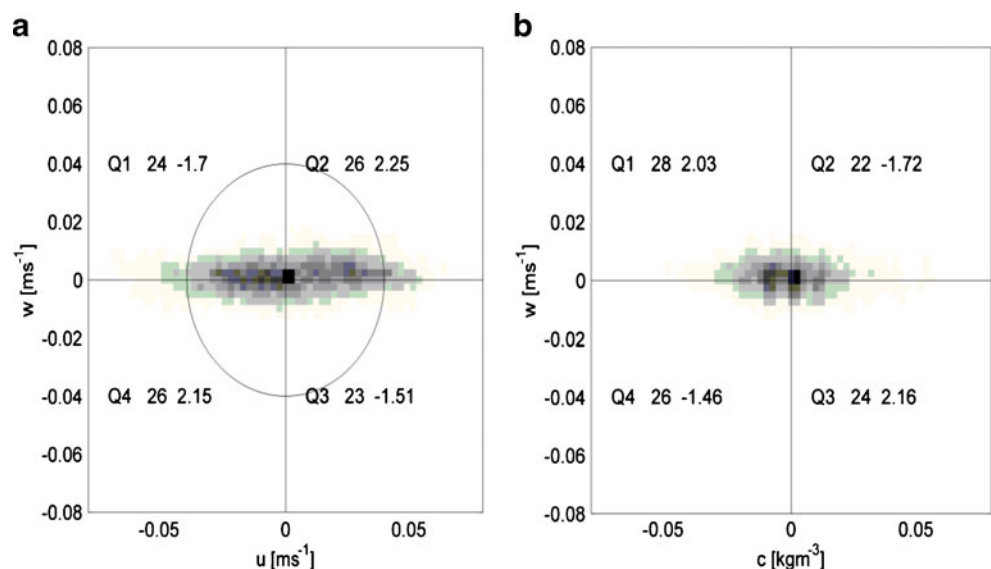 a
0.08
0.06
0.04
0.02
0
-0.02
-0.04
-0.06
-0.08
w [ms⁻¹]
Q1 24 -1.7
Q2 26 2.25
Q4 26 2.15
Q3 23 -1.51
-0.05
0
0.05
u [ms⁻¹]
b
0.08
0.06
0.04
0.02
0
-0.02
-0.04
-0.06
-0.08
w [ms⁻¹]
Q1 28 2.03
Q2 22 -1.72
Q4 26 -1.46
Q3 24 2.16
-0.05
0
0.05
c [kgm⁻³]